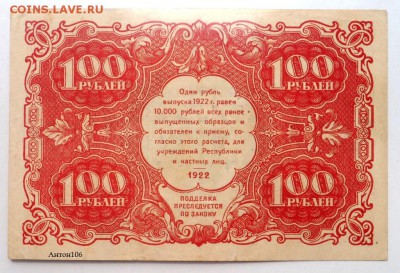 COINS.LAVE.RU
100 РУБЛЕЙ 100 РУБЛЕЙ
Один рубль
выпуска 1922 г. равен
10.000 рублей всех ранее
выпущенных образцов и
обязателен к приему, со-
гласно этого расчета, для
учреждений Республики
и частных лиц.
1922
100 РУБЛЕЙ 100 РУБЛЕЙ
ПОДДЕЛКА
ПРЕСЛЕДУЕТСЯ
ПО ЗАКОНУ
Антон106